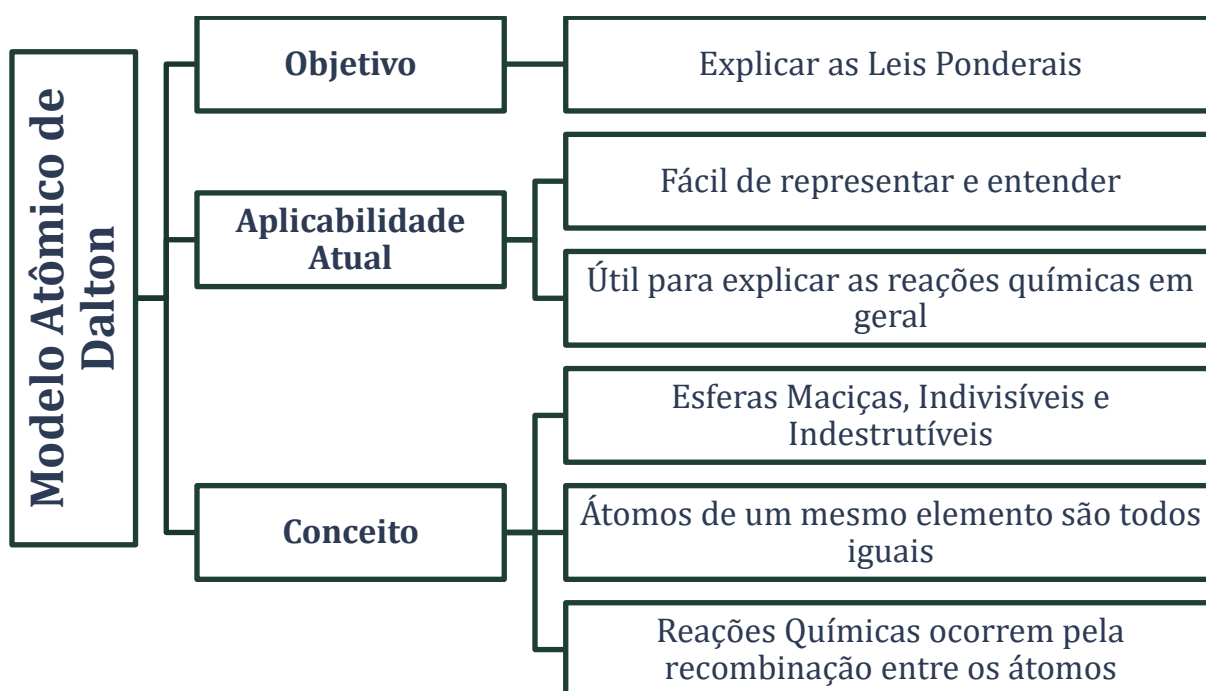 Modelo Atômico de
Dalton
Objetivo
Explicar as Leis Ponderais
Aplicabilidade
Atual
Fácil de representar e entender
Útil para explicar as reações químicas em
geral
Conceito
Esferas Maciças, Indivisíveis e
Indestrutíveis
Átomos de um mesmo elemento são todos
iguais
Reações Químicas ocorrem pela
recombinação entre os átomos